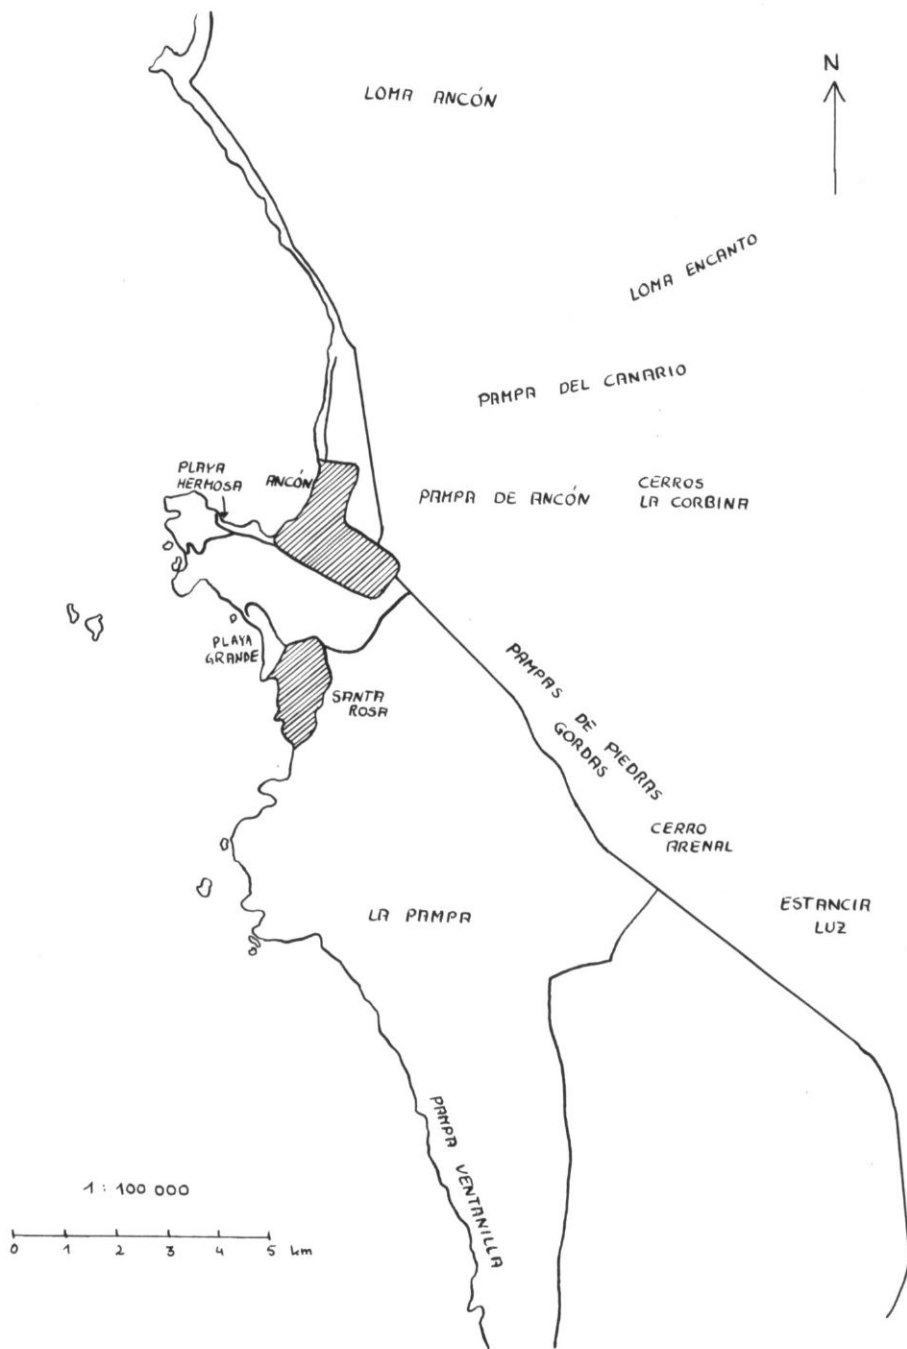 N
LOMA ANCÓN
LOMA ENCANTO
PAMPA DEL CANARIO
PLAYA
HERMOSA
ANCÓN
PAMPA DE ANCÓN
CERROS
LA CORBINA
PLAYA
GRANDE
SANTA
ROSA
PAMPAS DE PIEDRAS
GORDAS
CERRO
ARENAL
LA PAMPA
ESTANCIA
LUZ
PAMPA VENTANILLA
1 : 100 000
0 1 2 3 4 5 km